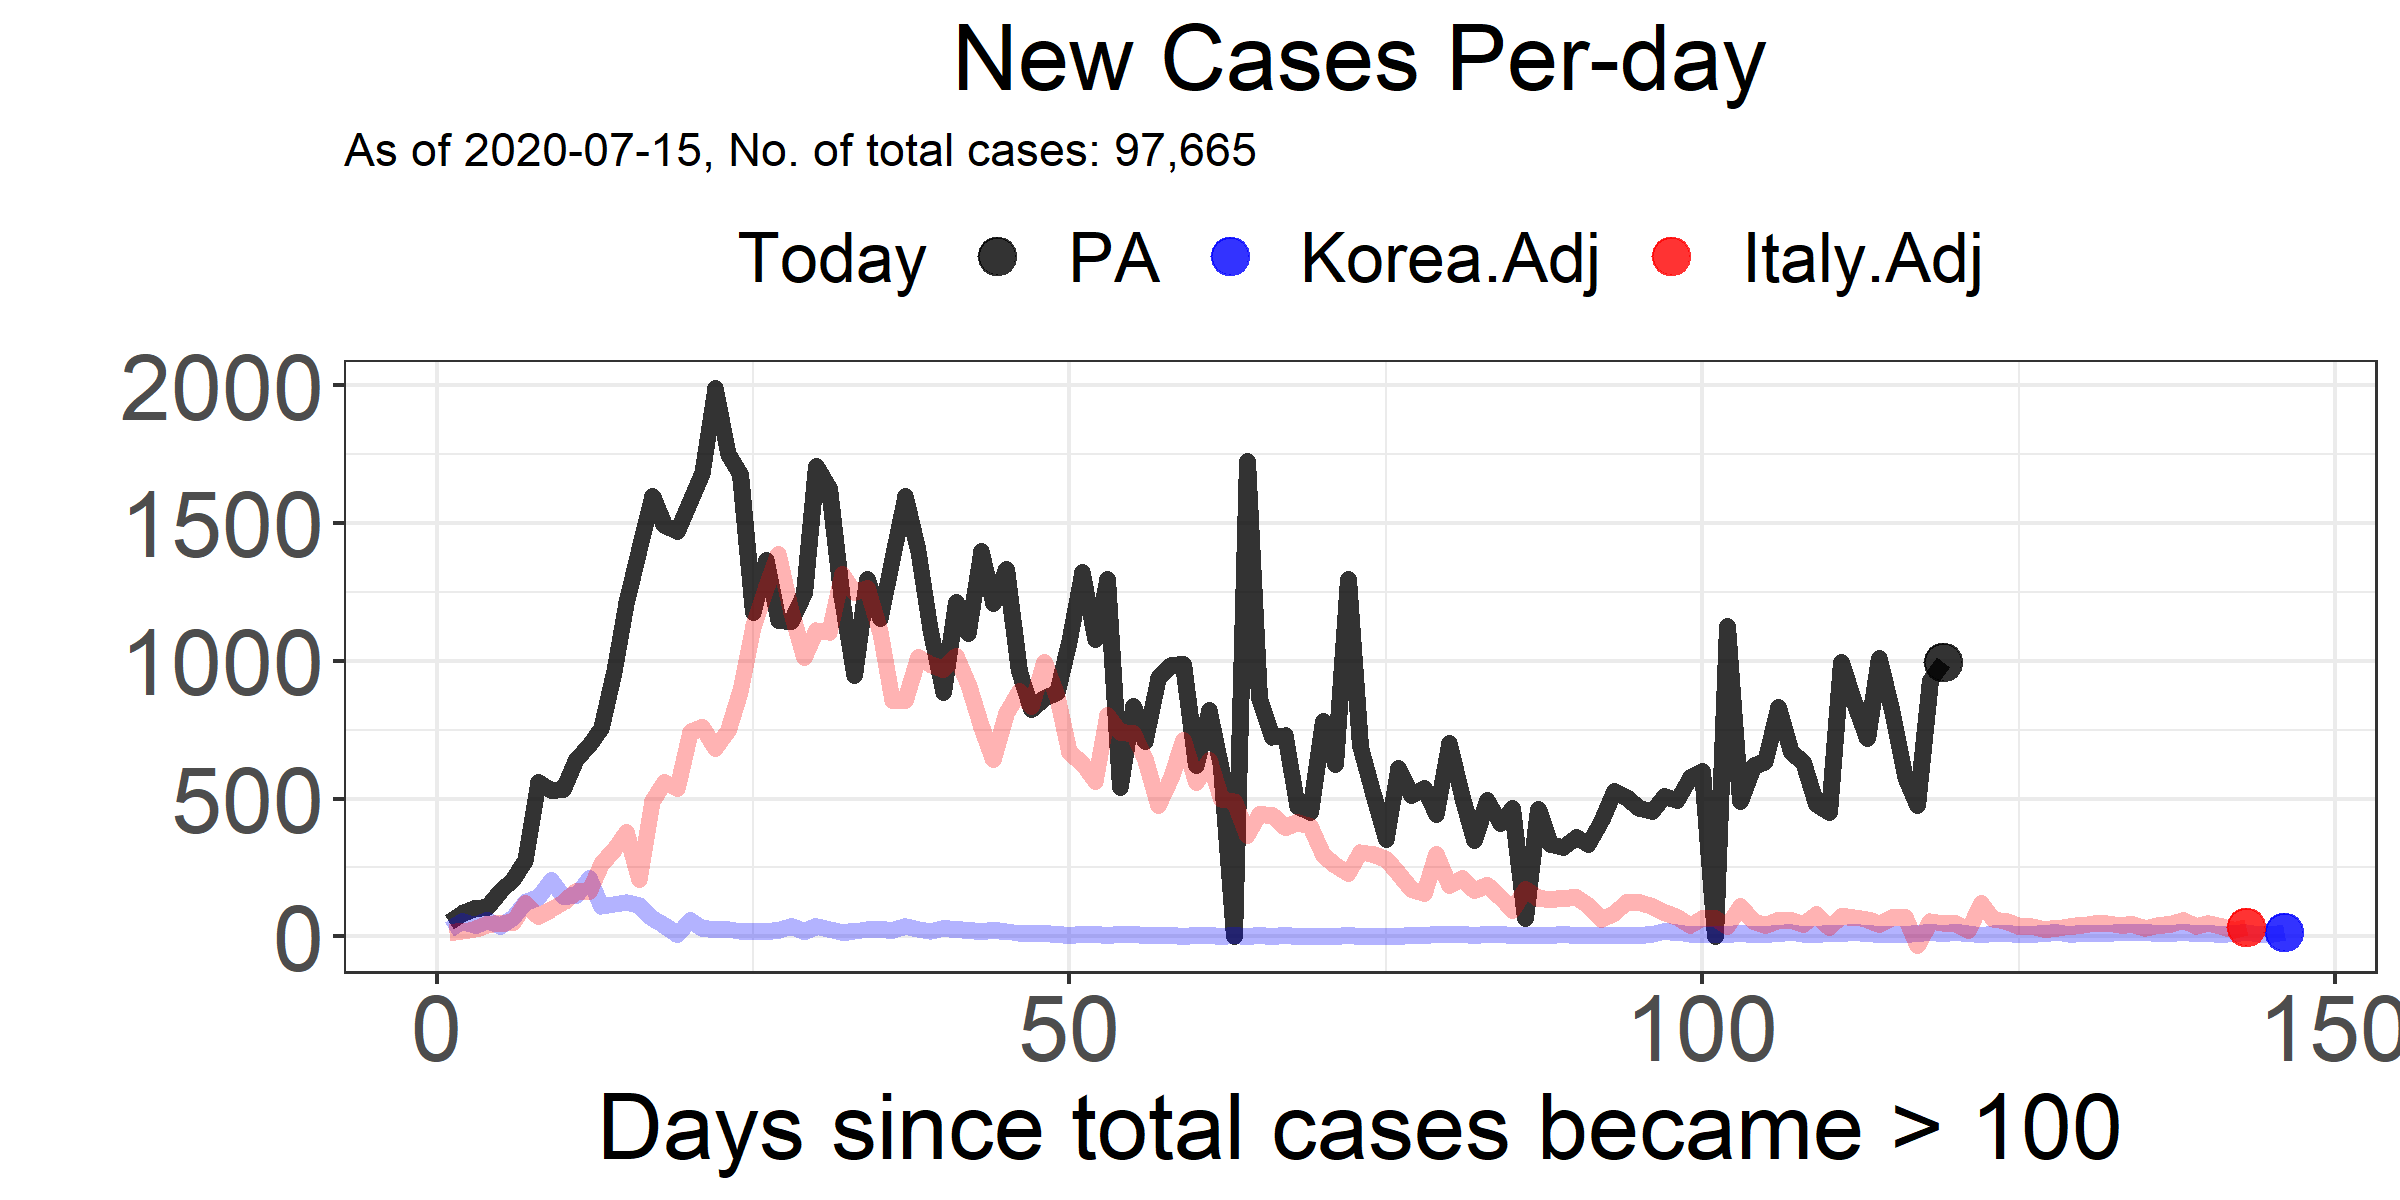 New Cases Per-day
As of 2020-07-15, No. of total cases: 97,665
Today PA Korea.Adj Italy.Adj
2000
1500
1000
500
0
0 50 100 150
Days since total cases became > 100